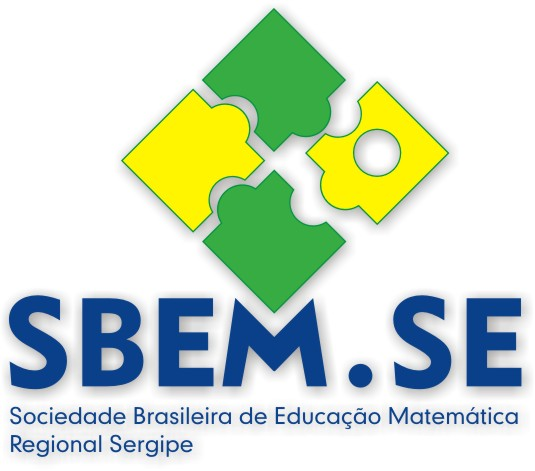 SBEM.SE
Sociedade Brasileira de Educação Matemática
Regional Sergipe